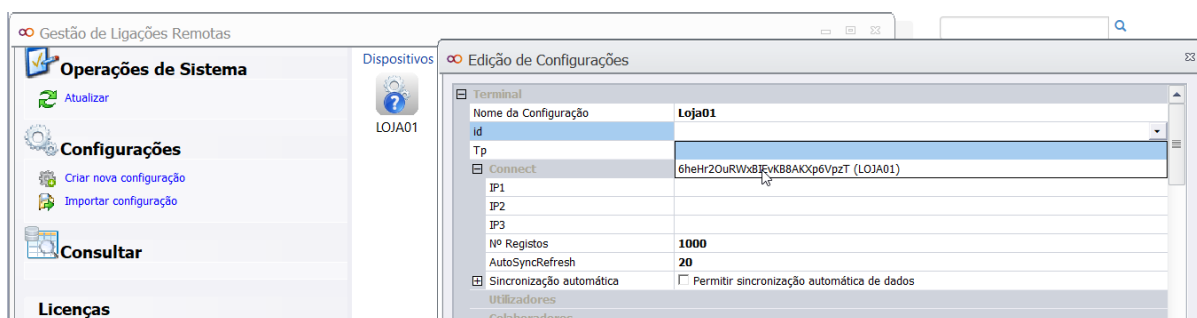 Gestão de Ligações Remotas
Operações de Sistema
Atualizar
Configurações
Criar nova configuração
Importar configuração
Consultar
Licenças
Dispositivos
LOJA01
Edição de Configurações
Terminal
Nome da Configuração Loja01
id
Tp
6heHr2OuRWxBIEvKB8AKXp6VpzT (LOJA01)
Connect
IP1
IP2
IP3
Nº Registos 1000
AutoSyncRefresh 20
Sincronização automática Permitir sincronização automática de dados
Utilizadores
Colaboradores